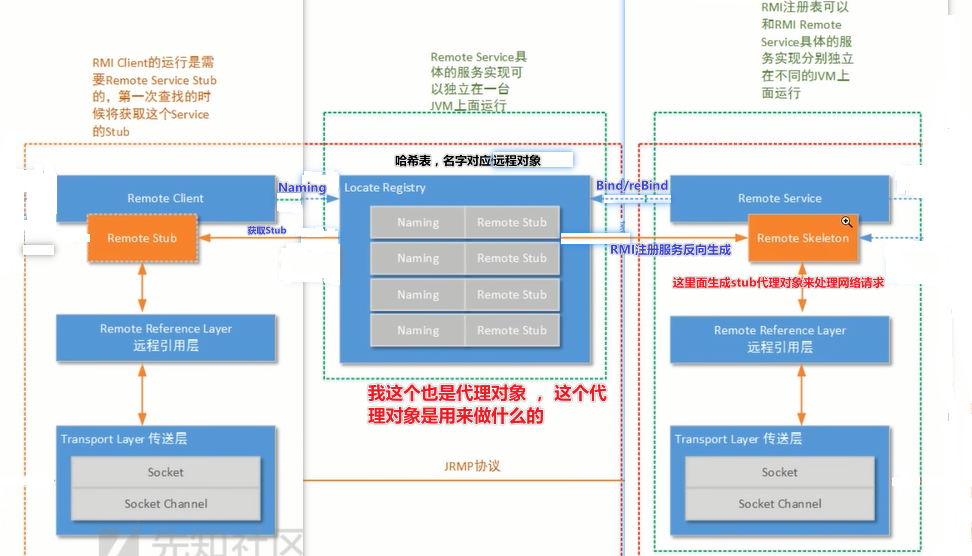 RMI注册表可以
和RMI Remote
Service具体的服
务实现分别独立
在不同的JVM上
面运行
Remote Service具
体的服务实现可
以独立在一台
JVM上面运行
RMI Client的运行是需
要Remote Service Stub
的，第一次查找的时
候将获取这个Service
的Stub
哈希表，名字对应远程对象
Remote Client
Naming
Locate Registry
Bind/reBind
Remote Service
Remote Stub
获取Stub
Naming Remote Stub
Naming Remote Stub
Naming Remote Stub
Naming Remote Stub
RMI注册服务反向生成
Remote Skeleton
这里面生成stub代理对象来处理网络请求
Remote Reference Layer
远程引用层
Remote Reference Layer
远程引用层
我这个也是代理对象 ，这个代
理对象是用来做什么的
Transport Layer 传送层
Socket
Socket Channel
JRMP协议
Transport Layer 传送层
Socket
Socket Channel
先知社区